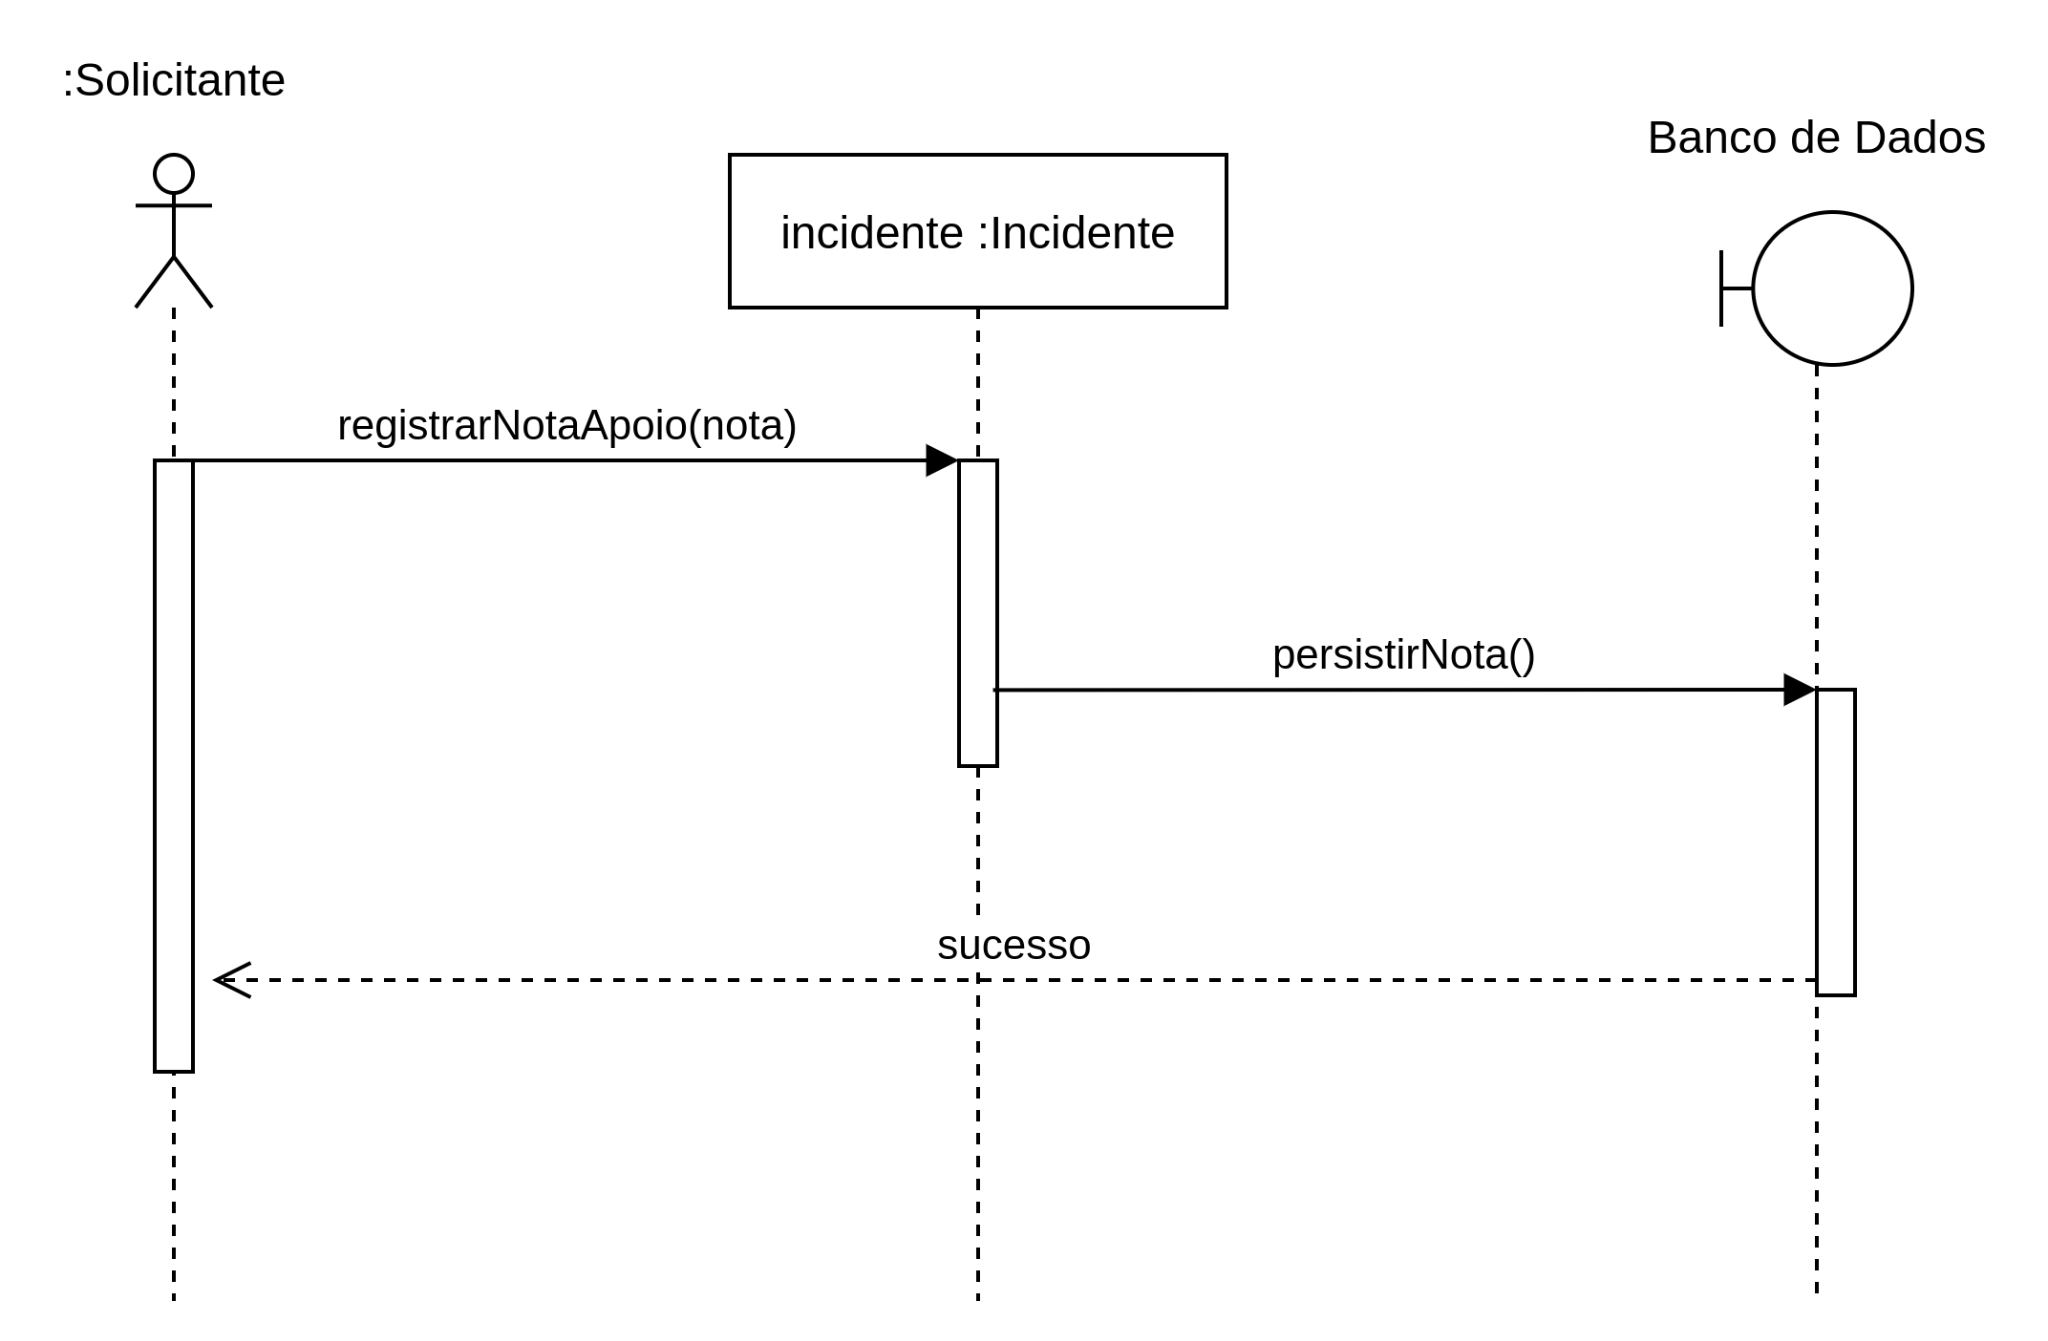 :Solicitante
Banco de Dados
incidente :Incidente
registrarNotaApoio(nota)
persistirNota()
sucesso